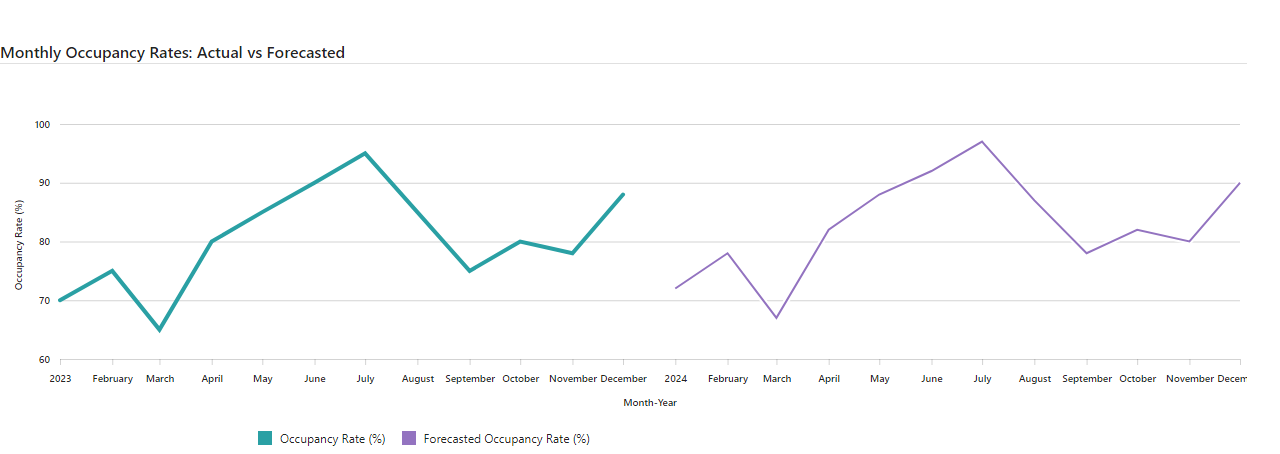 Monthly Occupancy Rates: Actual vs Forecasted
100
90
80
70
60
Occupancy Rate (%)
2023 February March April May June July August September October November December 2024 February March April May June July August September October November Decem
Month-Year
Occupancy Rate (%) Forecasted Occupancy Rate (%)